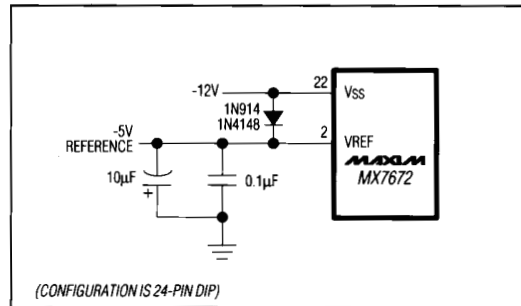 -12V
22
VSS
1N914
1N4148
-5V
REFERENCE
2
VREF
MAXIM
MX7672
10µF
+
0.1µF
(CONFIGURATION IS 24-PIN DIP)